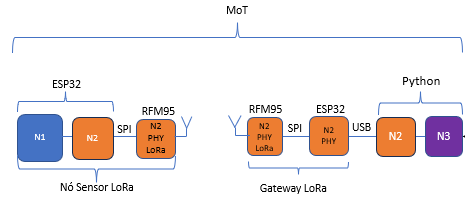 MoT
ESP32
Python
RFM95
RFM95
ESP32
N1
N2
SPI
N2
PHY
LoRa
N2
PHY
LoRa
SPI
N2
PHY
USB
N2
N3
Nó Sensor LoRa
Gateway LoRa